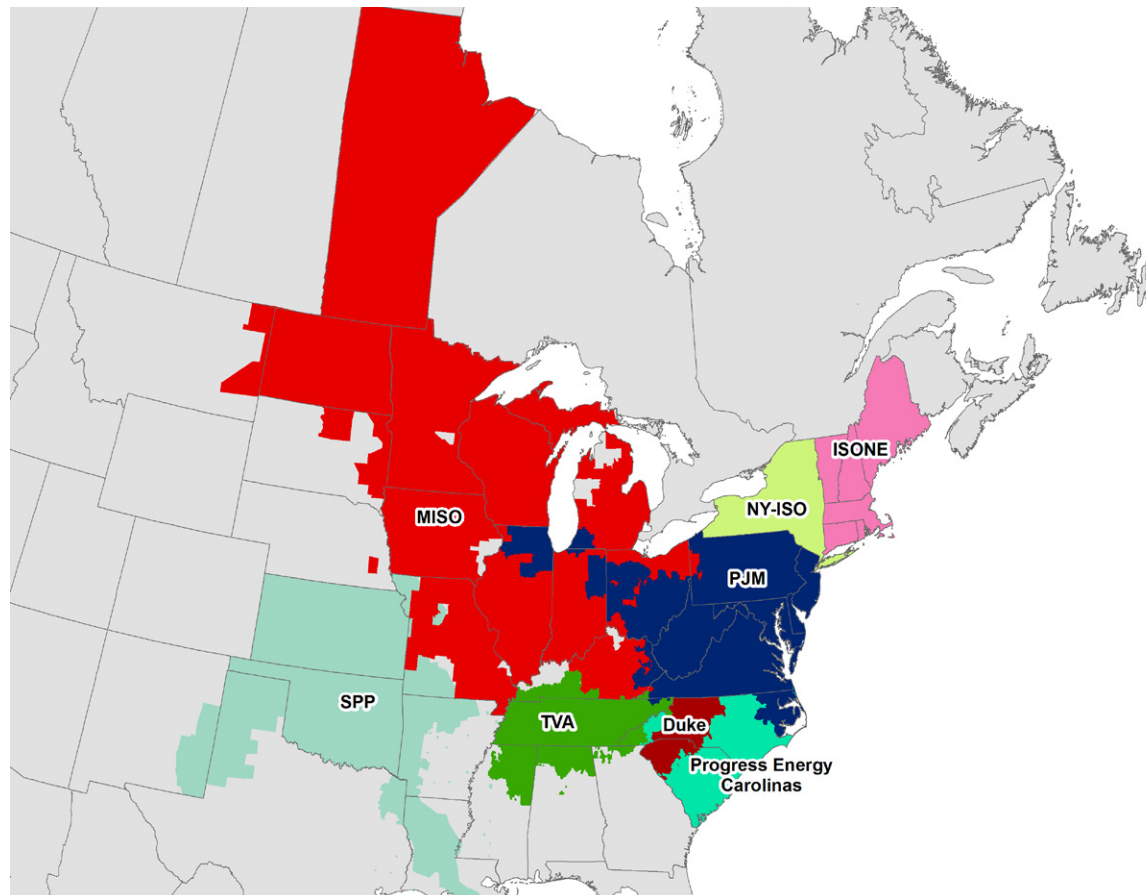 ISONE
NY-ISO
MISO
PJM
SPP
TVA
Duke
Progress Energy
Carolinas